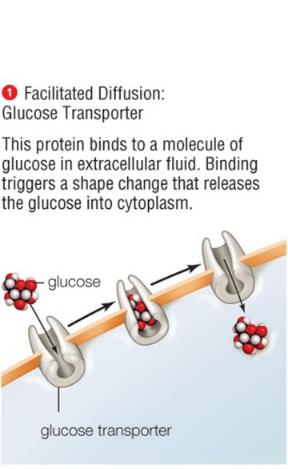 1 Facilitated Diffusion:
Glucose Transporter
This protein binds to a molecule of
glucose in extracellular fluid. Binding
triggers a shape change that releases
the glucose into cytoplasm.
glucose
glucose transporter